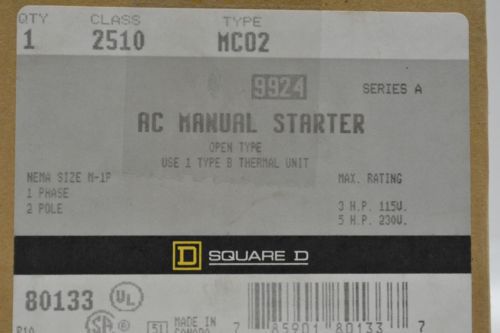 QTY CLASS TYPE
1 2510 MCO2
9924 SERIES A
AC MANUAL STARTER
OPEN TYPE
USE 1 TYPE B THERMAL UNIT
NEMA SIZE M-1P MAX. RATING
1 PHASE
2 POLE 3 H.P. 115V.
5 H.P. 230V.
D SQUARE D
80133 UL
SA 51 MADE IN
7 85901 80133 7